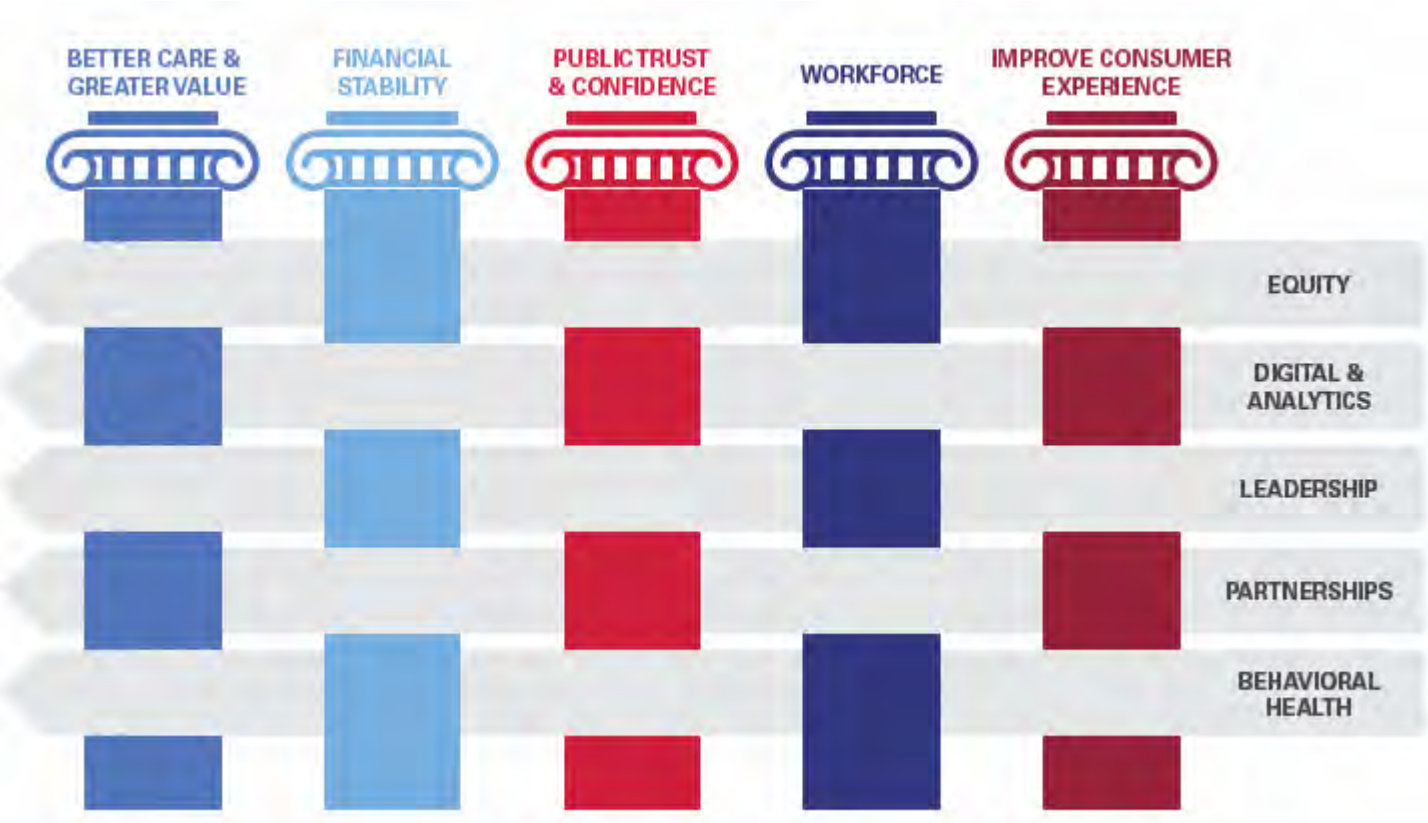 BETTER CARE &
GREATER VALUE
FINANCIAL
STABILITY
PUBLIC TRUST
& CONFIDENCE
WORKFORCE
IMPROVE CONSUMER
EXPERIENCE
EQUITY
DIGITAL &
ANALYTICS
LEADERSHIP
PARTNERSHIPS
BEHAVIORAL
HEALTH